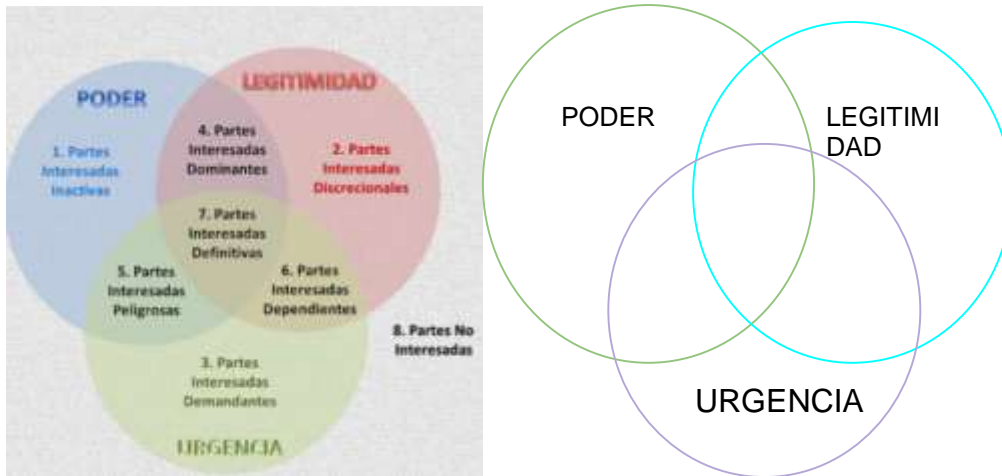 LEGITIMIDAD
PODER
4. Partes
Interesadas
Dominantes
1. Partes
Interesadas
Inactivas
2. Partes
Interesadas
Discrecionales
7. Partes
Interesadas
Definitivas
5. Partes
Interesadas
Peligrosas
6. Partes
Interesadas
Dependientes
8. Partes No
Interesadas
3. Partes
Interesadas
Demandantes
URGENCIA
PODER
LEGITIMI
DAD
URGENCIA